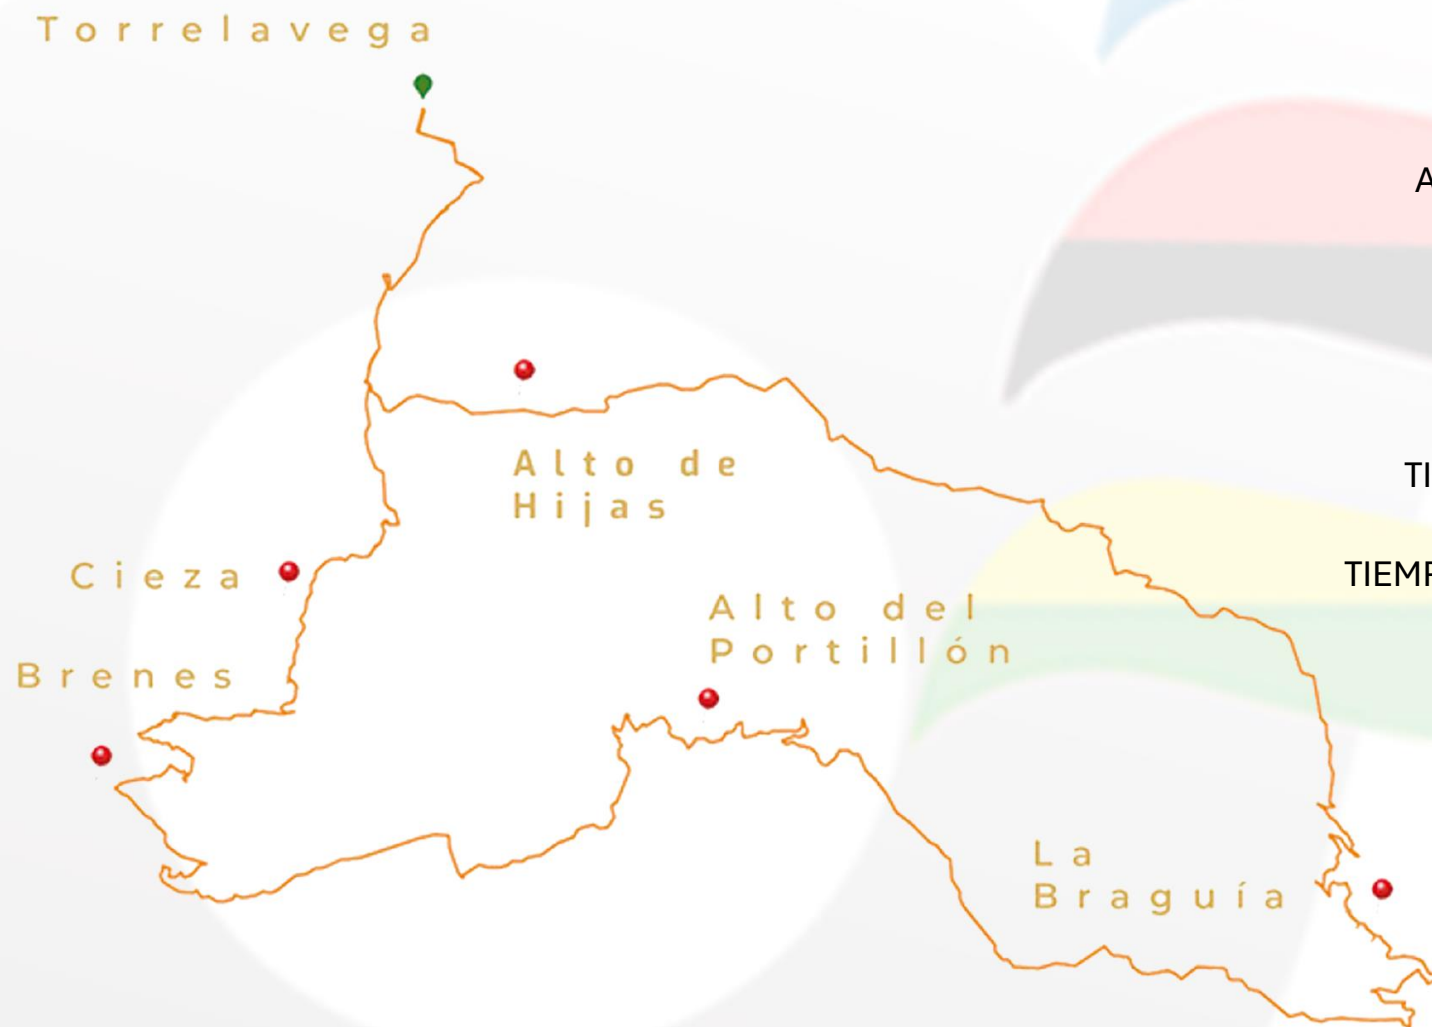 Torrelavega
Alto de
Hijas
Cieza
Alto del
Portillón
Brenes
La
Braguía